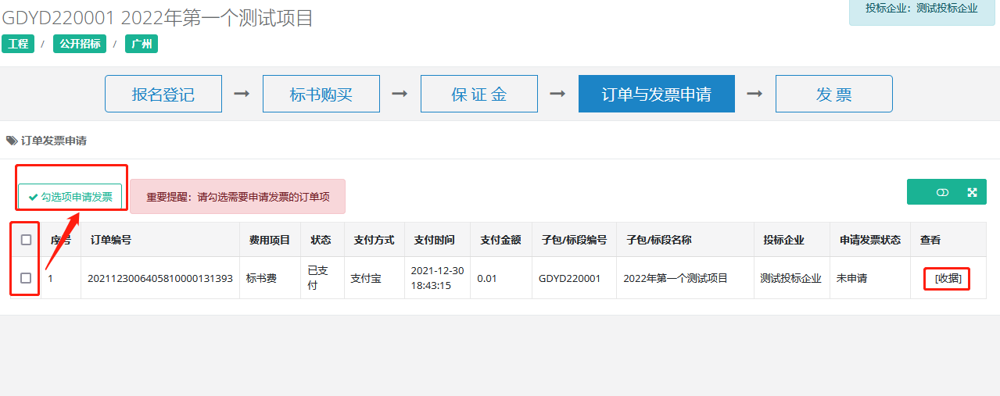 投标企业：测试投标企业
GDYD220001 2022年第一个测试项目
工程 / 公开招标 / 广州
报名登记 → 标书购买 → 保 证 金 → 订单与发票申请 → 发 票
订单发票申请
勾选项申请发票 重要提醒：请勾选需要申请发票的订单项
序号 订单编号 费用项目 状态 支付方式 支付时间 支付金额 子包/标段编号 子包/标段名称 投标企业 申请发票状态 查看
1 2021123006405810000131393 标书费 已支付 支付宝 2021-12-30 18:43:15 0.01 GDYD220001 2022年第一个测试项目 测试投标企业 未申请 [收据]